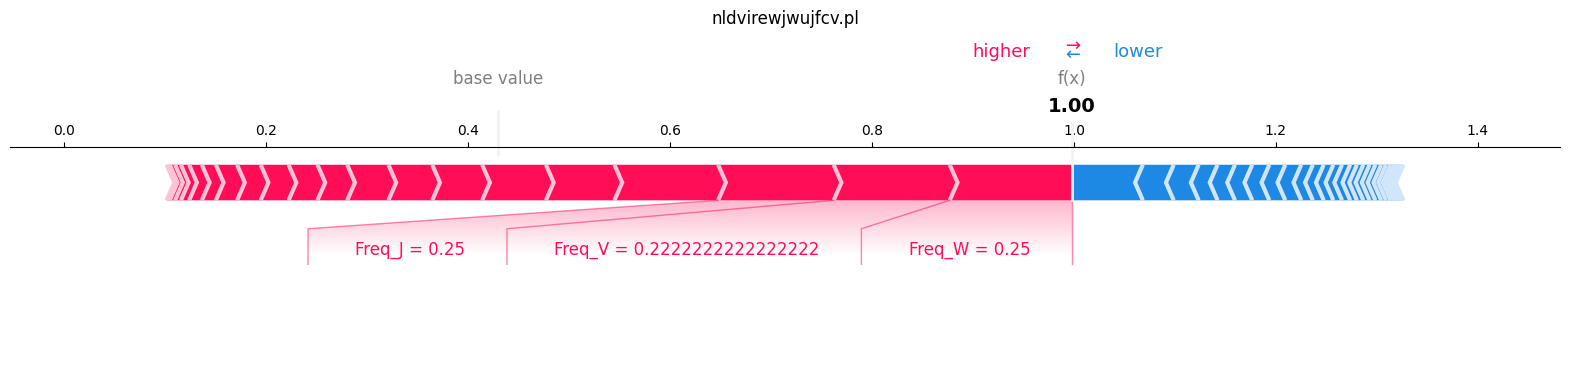 nldvirewjwujfcv.pl
higher ⇄ lower
base value f(x)
1.00
0.0 0.2 0.4 0.6 0.8 1.0 1.2 1.4
Freq_J = 0.25 Freq_V = 0.2222222222222222 Freq_W = 0.25